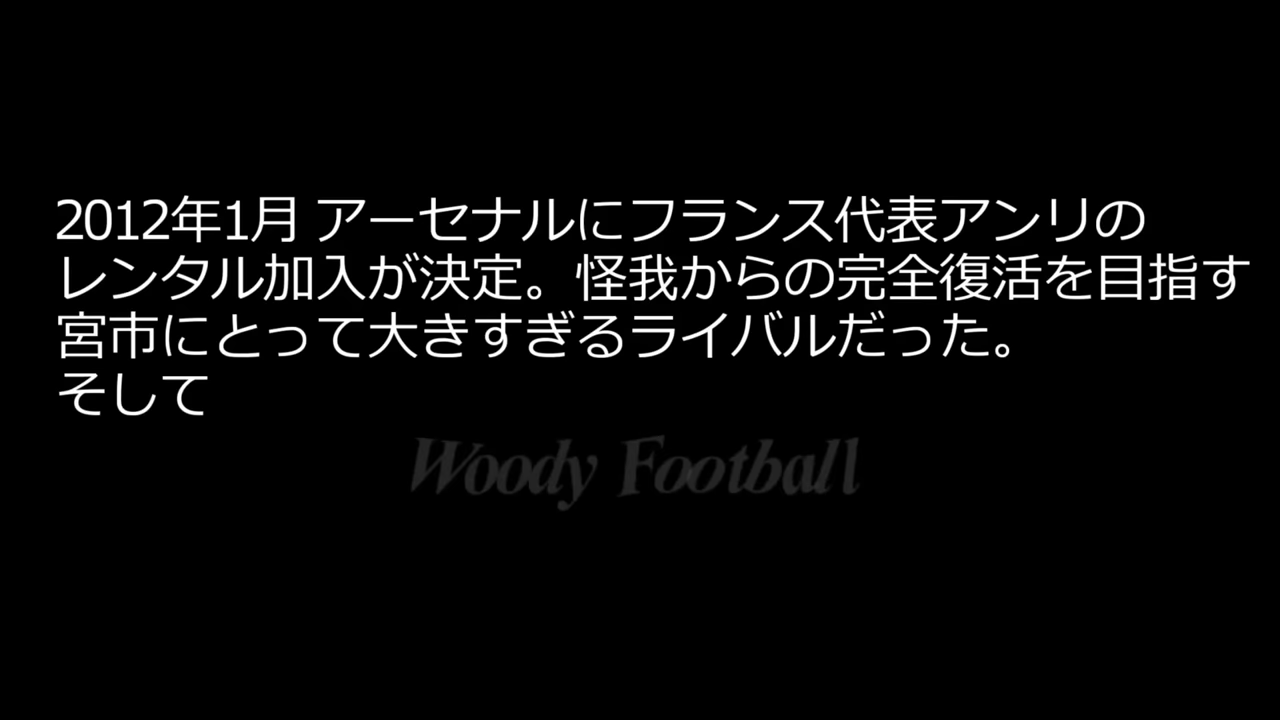 2012年1月 アーセナルにフランス代表アンリの
レンタル加入が決定。怪我からの完全復活を目指す
宮市にとって大きすぎるライバルだった。
そして
Woody Football